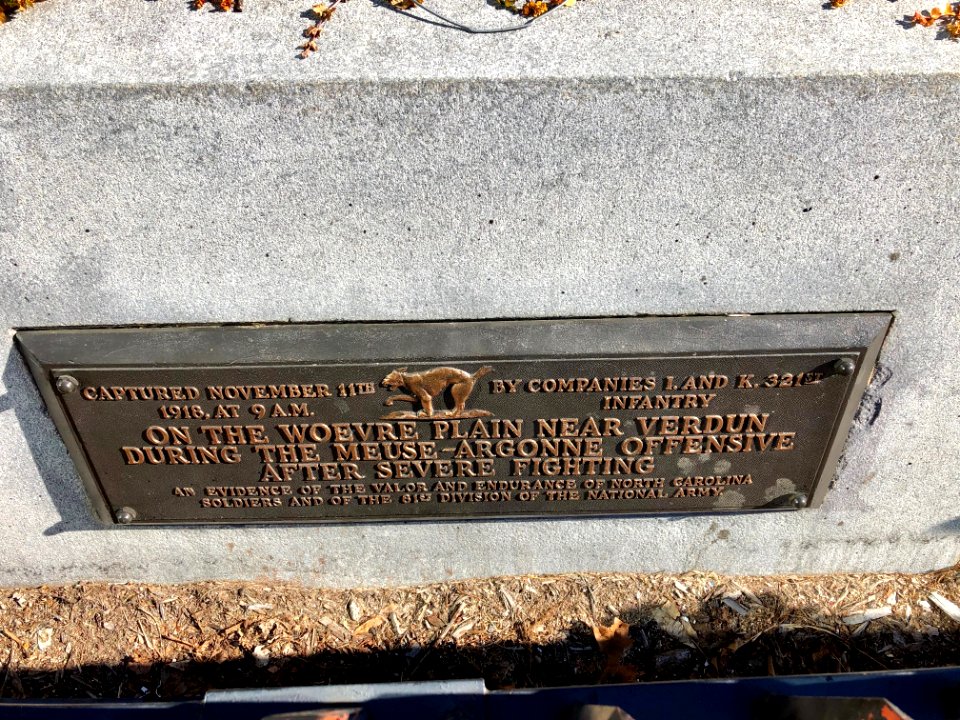 CAPTURED NOVEMBER 11TH BY COMPANIES I. AND K. 321ST
1918, AT 9 A.M. INFANTRY
ON THE WOEVRE PLAIN NEAR VERDUN
DURING THE MEUSE-ARGONNE OFFENSIVE
AFTER SEVERE FIGHTING
AN EVIDENCE OF THE VALOR AND ENDURANCE OF NORTH CAROLINA
SOLDIERS AND OF THE 81ST DIVISION OF THE NATIONAL ARMY.